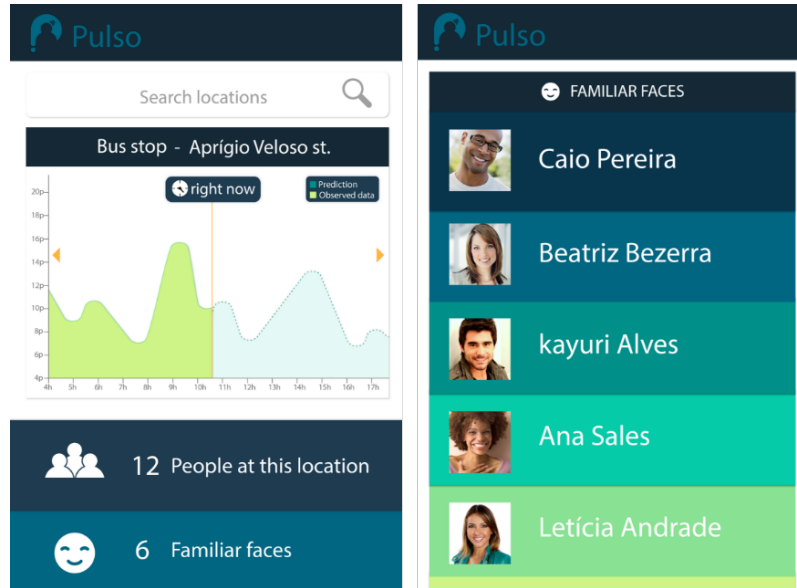 Pulso
Search locations
Bus stop - Aprígio Veloso st.
right now
Prediction
Observed data
20p
18p
16p
14p
12p
10p
8p
6p
4p
4h 5h 6h 7h 8h 9h 10h 11h 12h 13h 14h 15h 16h 17h
12 People at this location
6 Familiar faces
Pulso
FAMILIAR FACES
Caio Pereira
Beatriz Bezerra
kayuri Alves
Ana Sales
Letícia Andrade